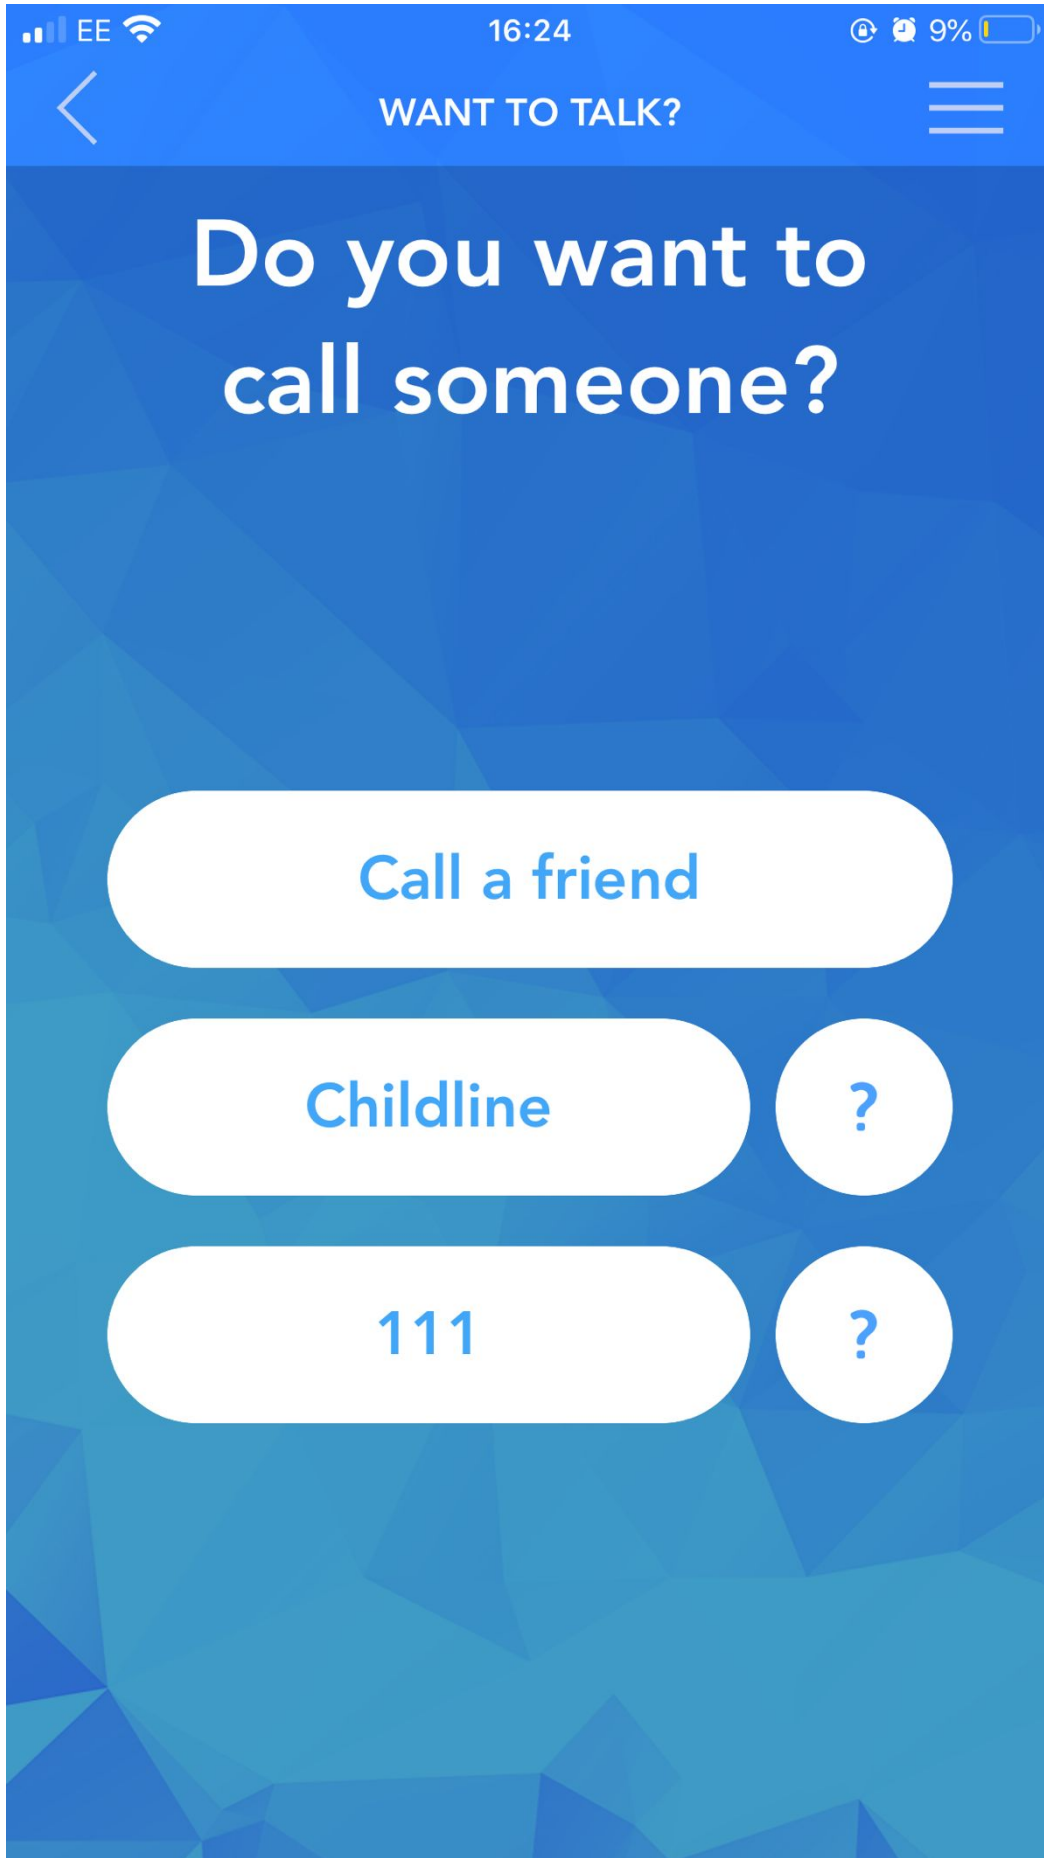 EE 16:24 9%
WANT TO TALK?
Do you want to
call someone?
Call a friend
Childline ?
111 ?